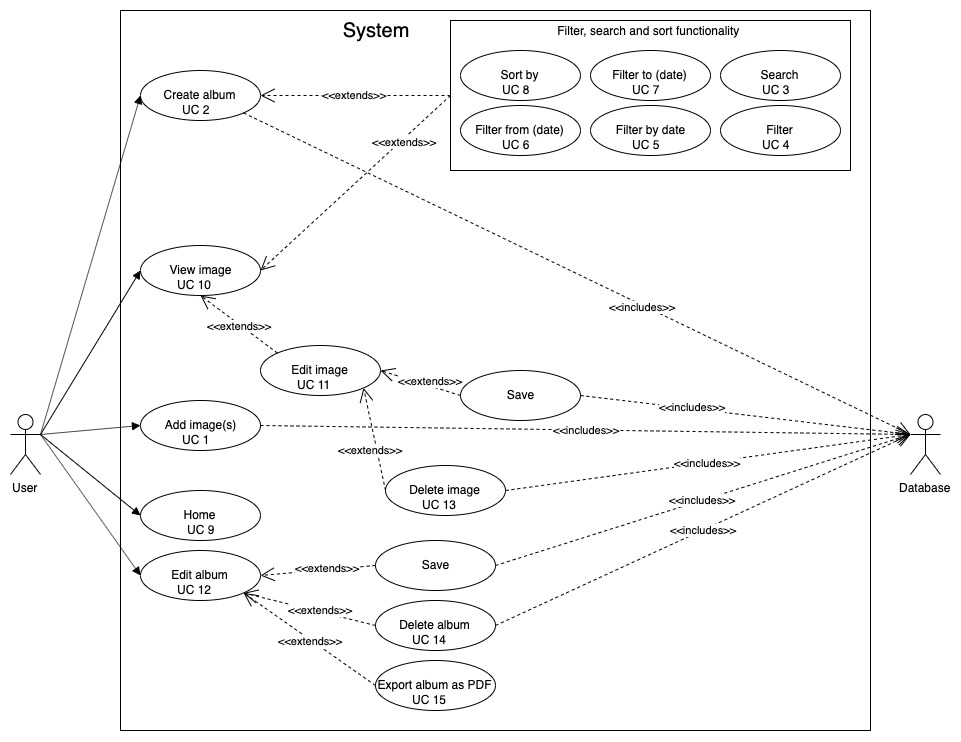 System
Filter, search and sort functionality
Sort by
UC 8
Filter to (date)
UC 7
Search
UC 3
Create album
UC 2
<<extends>>
Filter from (date)
UC 6
Filter by date
UC 5
Filter
UC 4
<<extends>>
View image
UC 10
<<includes>>
<<extends>>
Edit image
UC 11
<<extends>>
Save
<<includes>>
Add image(s)
UC 1
<<includes>>
<<extends>>
<<includes>>
User
Database
Delete image
UC 13
<<includes>>
Home
UC 9
<<includes>>
Edit album
UC 12
<<extends>>
Save
<<extends>>
Delete album
UC 14
<<extends>>
Export album as PDF
UC 15